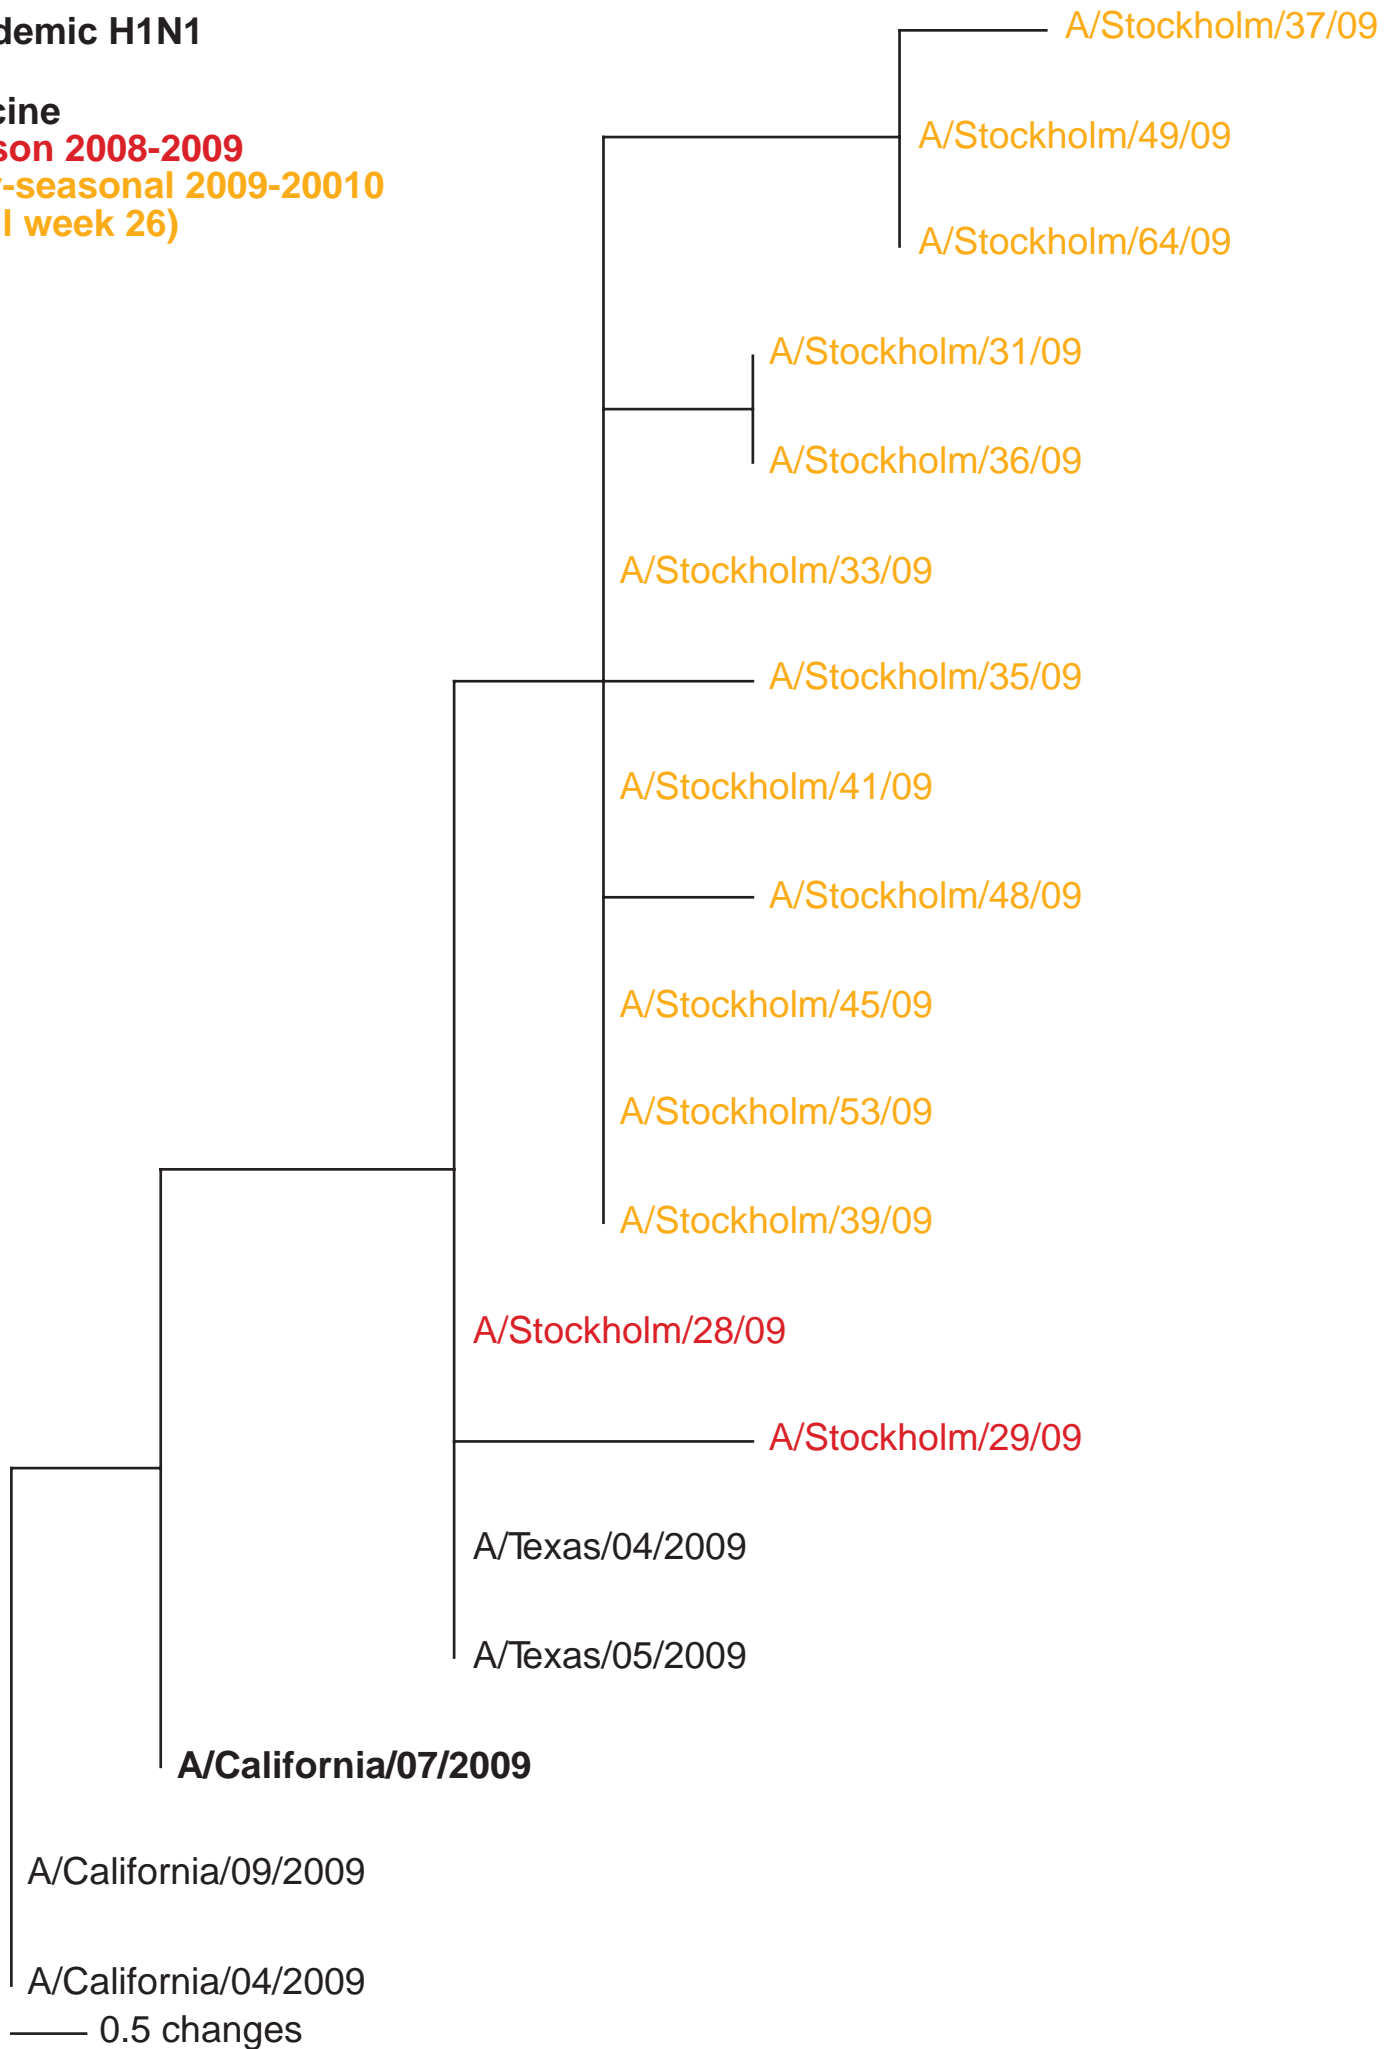 demic H1N1
cine
son 2008-2009
r-seasonal 2009-20010
l week 26)
A/Stockholm/37/09
A/Stockholm/49/09
A/Stockholm/64/09
A/Stockholm/31/09
A/Stockholm/36/09
A/Stockholm/33/09
A/Stockholm/35/09
A/Stockholm/41/09
A/Stockholm/48/09
A/Stockholm/45/09
A/Stockholm/53/09
A/Stockholm/39/09
A/Stockholm/28/09
A/Stockholm/29/09
A/Texas/04/2009
A/Texas/05/2009
A/California/07/2009
A/California/09/2009
A/California/04/2009
0.5 changes